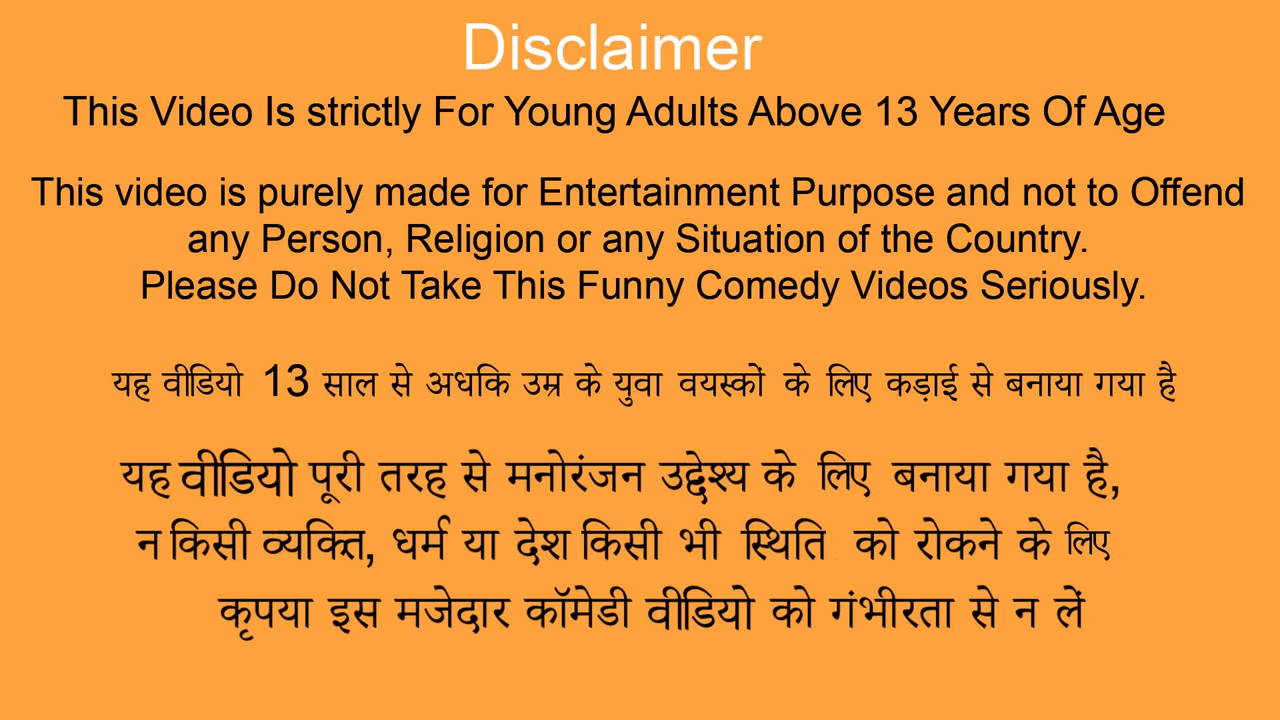 Disclaimer
This Video Is strictly For Young Adults Above 13 Years Of Age
This video is purely made for Entertainment Purpose and not to Offend
any Person, Religion or any Situation of the Country.
Please Do Not Take This Funny Comedy Videos Seriously.
यह वीडियो 13 साल से अधकि उम्र के युवा वयस्कों के लिए कड़ाई से बनाया गया है
यह वीडियो पूरी तरह से मनोरंजन उद्देश्य के लिए बनाया गया है,
न किसी व्यक्ति, धर्म या देश किसी भी स्थिति को रोकने के लिए
कृपया इस मजेदार कॉमेडी वीडियो को गंभीरता से न लें